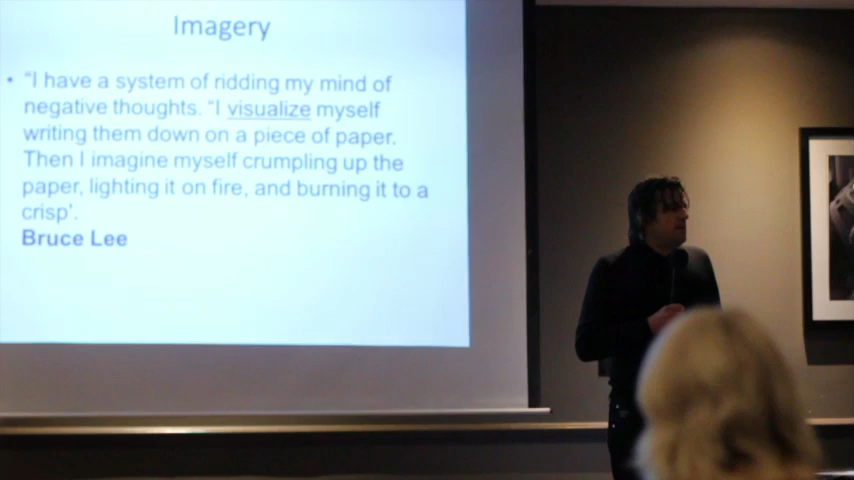 Imagery
• “I have a system of ridding my mind of
negative thoughts. “I visualize myself
writing them down on a piece of paper.
Then I imagine myself crumpling up the
paper, lighting it on fire, and burning it to a
crisp’.
Bruce Lee